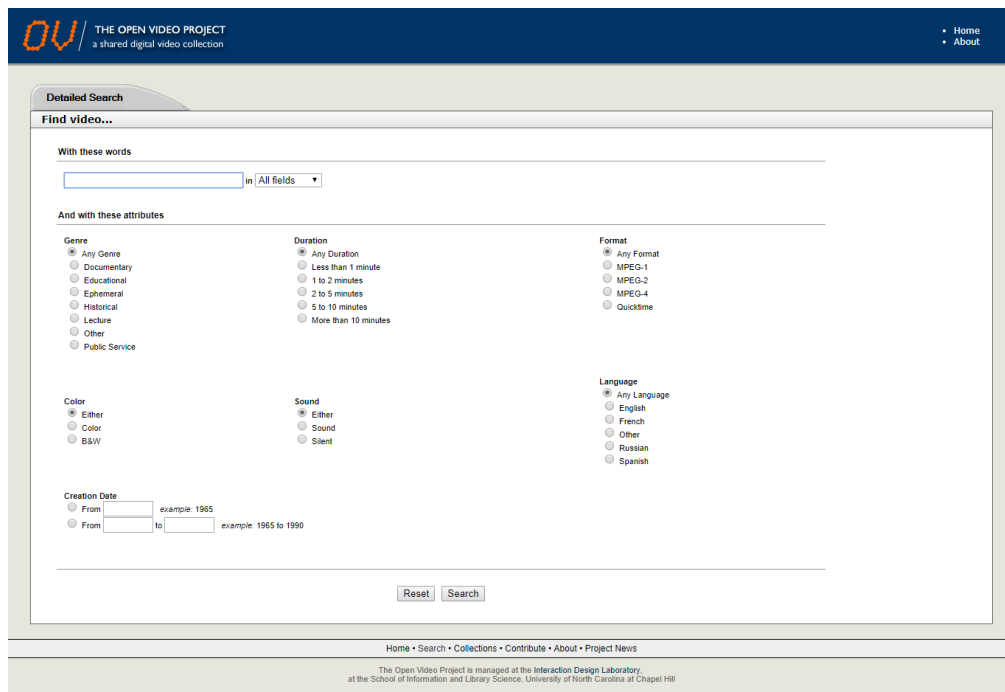 OV
THE OPEN VIDEO PROJECT
a shared digital video collection
• Home
• About
Detailed Search
Find video...
With these words
in All fields
And with these attributes
Genre
Any Genre
Documentary
Educational
Ephemeral
Historical
Lecture
Other
Public Service
Duration
Any Duration
Less than 1 minute
1 to 2 minutes
2 to 5 minutes
5 to 10 minutes
More than 10 minutes
Format
Any Format
MPEG-1
MPEG-2
MPEG-4
Quicktime
Color
Either
Color
B&W
Sound
Either
Sound
Silent
Language
Any Language
English
French
Other
Russian
Spanish
Creation Date
From example: 1965
From to example: 1965 to 1990
Reset Search
Home • Search • Collections • Contribute • About • Project News
The Open Video Project is managed at the Interaction Design Laboratory,
at the School of Information and Library Science, University of North Carolina at Chapel Hill